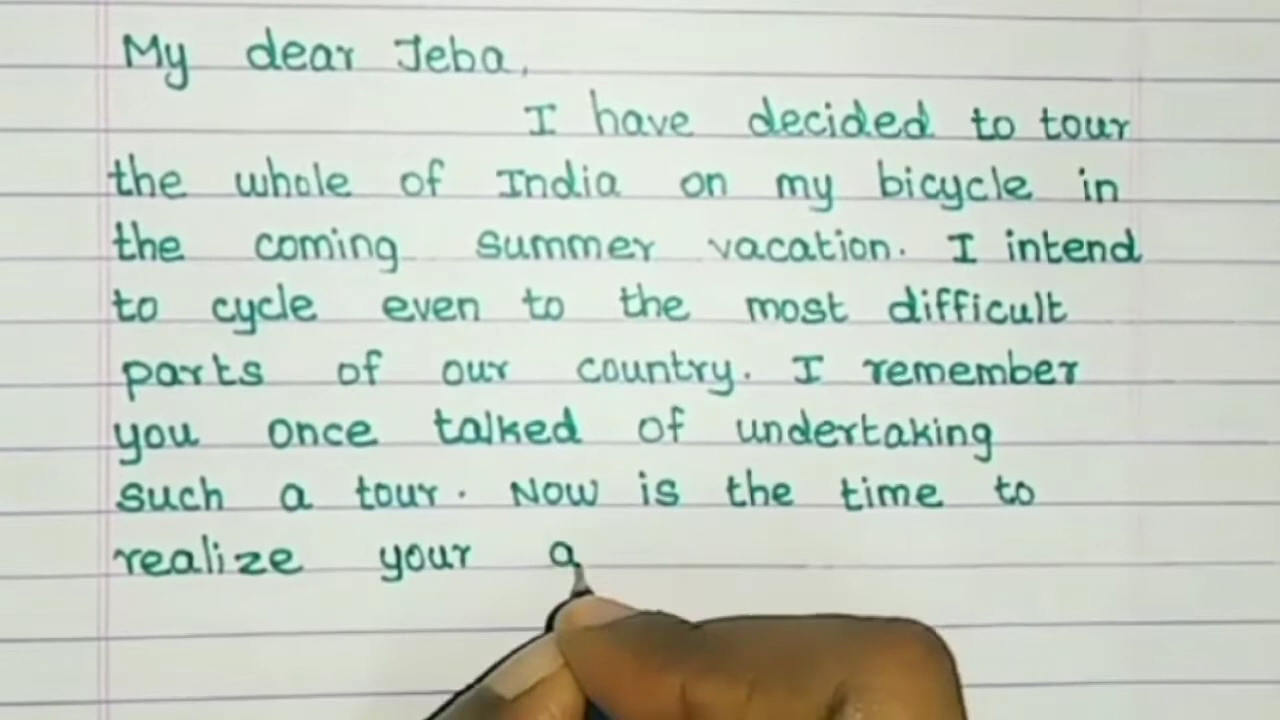 My dear Jeba,
I have decided to tour
the whole of India on my bicycle in
the coming summer vacation. I intend
to cycle even to the most difficult
parts of our country. I remember
you once talked of undertaking
such a tour. Now is the time to
realize your a